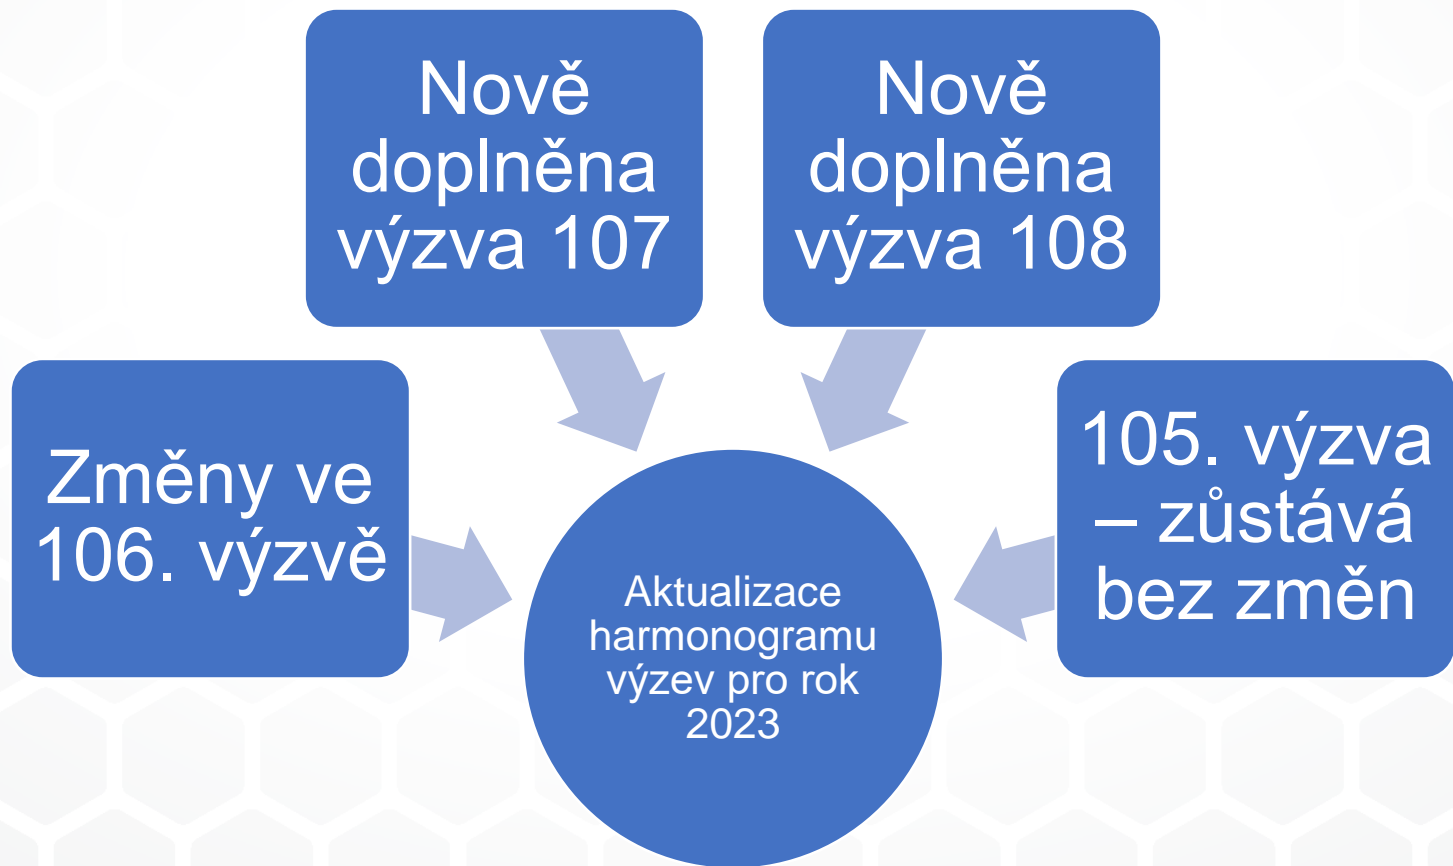 Nově
doplněna
výzva 107
Nově
doplněna
výzva 108
Změny ve
106. výzvě
105. výzva
– zůstává
bez změn
Aktualizace
harmonogramu
výzev pro rok
2023